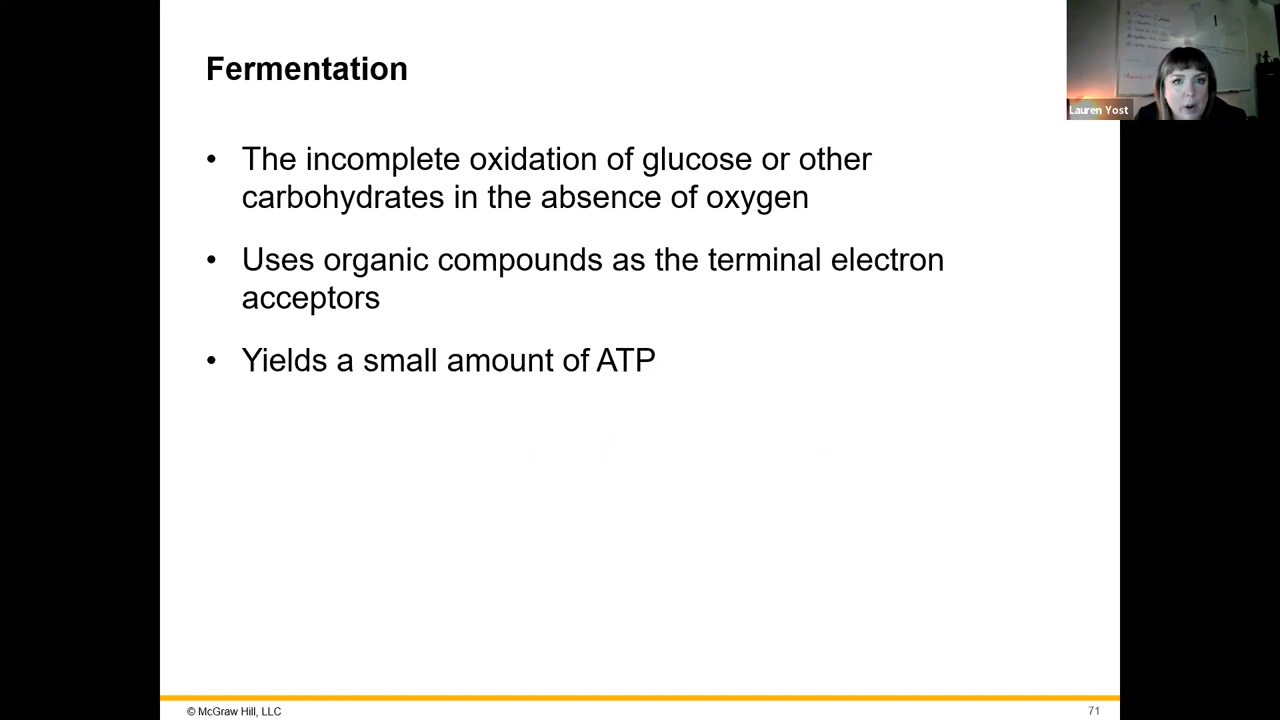 Fermentation
Lauren Yost
• The incomplete oxidation of glucose or other
carbohydrates in the absence of oxygen
• Uses organic compounds as the terminal electron
acceptors
• Yields a small amount of ATP
© McGraw Hill, LLC
71